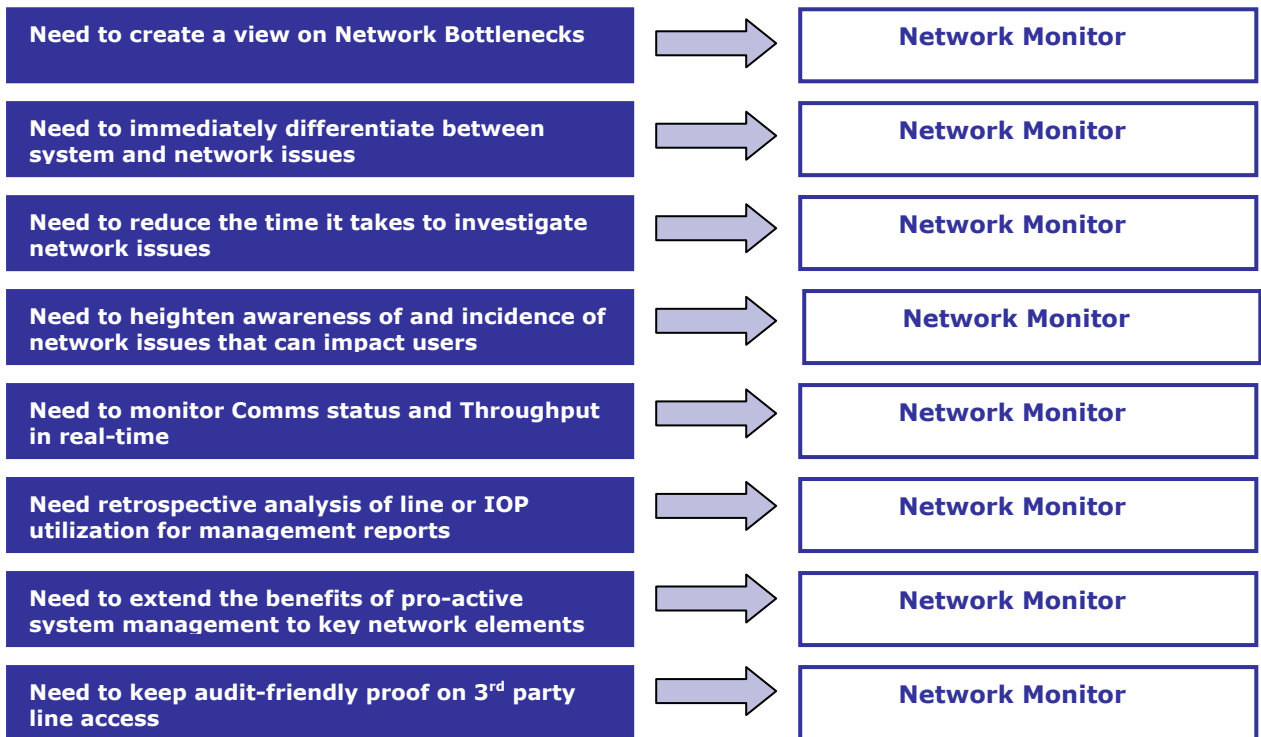 Need to create a view on Network Bottlenecks
Network Monitor
Need to immediately differentiate between
system and network issues
Network Monitor
Need to reduce the time it takes to investigate
network issues
Network Monitor
Need to heighten awareness of and incidence of
network issues that can impact users
Network Monitor
Need to monitor Comms status and Throughput
in real-time
Network Monitor
Need retrospective analysis of line or IOP
utilization for management reports
Network Monitor
Need to extend the benefits of pro-active
system management to key network elements
Network Monitor
Need to keep audit-friendly proof on 3rd party
line access
Network Monitor